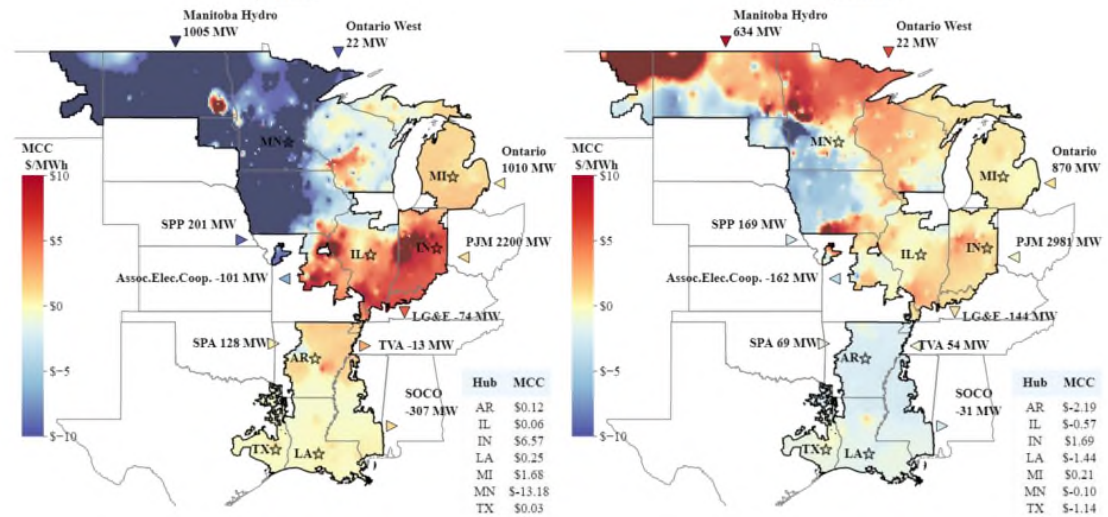 Manitoba Hydro
1005 MW
Ontario West
22 MW
MCC
$/MWh
$10
$5
$0
$-5
$-10
MN
MI
Ontario
1010 MW
SPP 201 MW
IL
IN
PJM 2200 MW
Assoc.Elec.Coop. -101 MW
LG&E -74 MW
SPA 128 MW
TVA -13 MW
AR
SOCO
-307 MW
TX
LA
Hub MCC
AR $0.12
IL $0.06
IN $6.57
LA $0.25
MI $1.68
MN $-13.18
TX $0.03
Manitoba Hydro
634 MW
Ontario West
22 MW
MCC
$/MWh
$10
$5
$0
$-5
$-10
MN
MI
Ontario
870 MW
SPP 169 MW
IL
IN
PJM 2981 MW
Assoc.Elec.Coop. -162 MW
LG&E -144 MW
SPA 69 MW
TVA 54 MW
AR
SOCO
-31 MW
TX
LA
Hub MCC
AR $-2.19
IL $-0.57
IN $1.69
LA $-1.44
MI $0.21
MN $-0.10
TX $-1.14